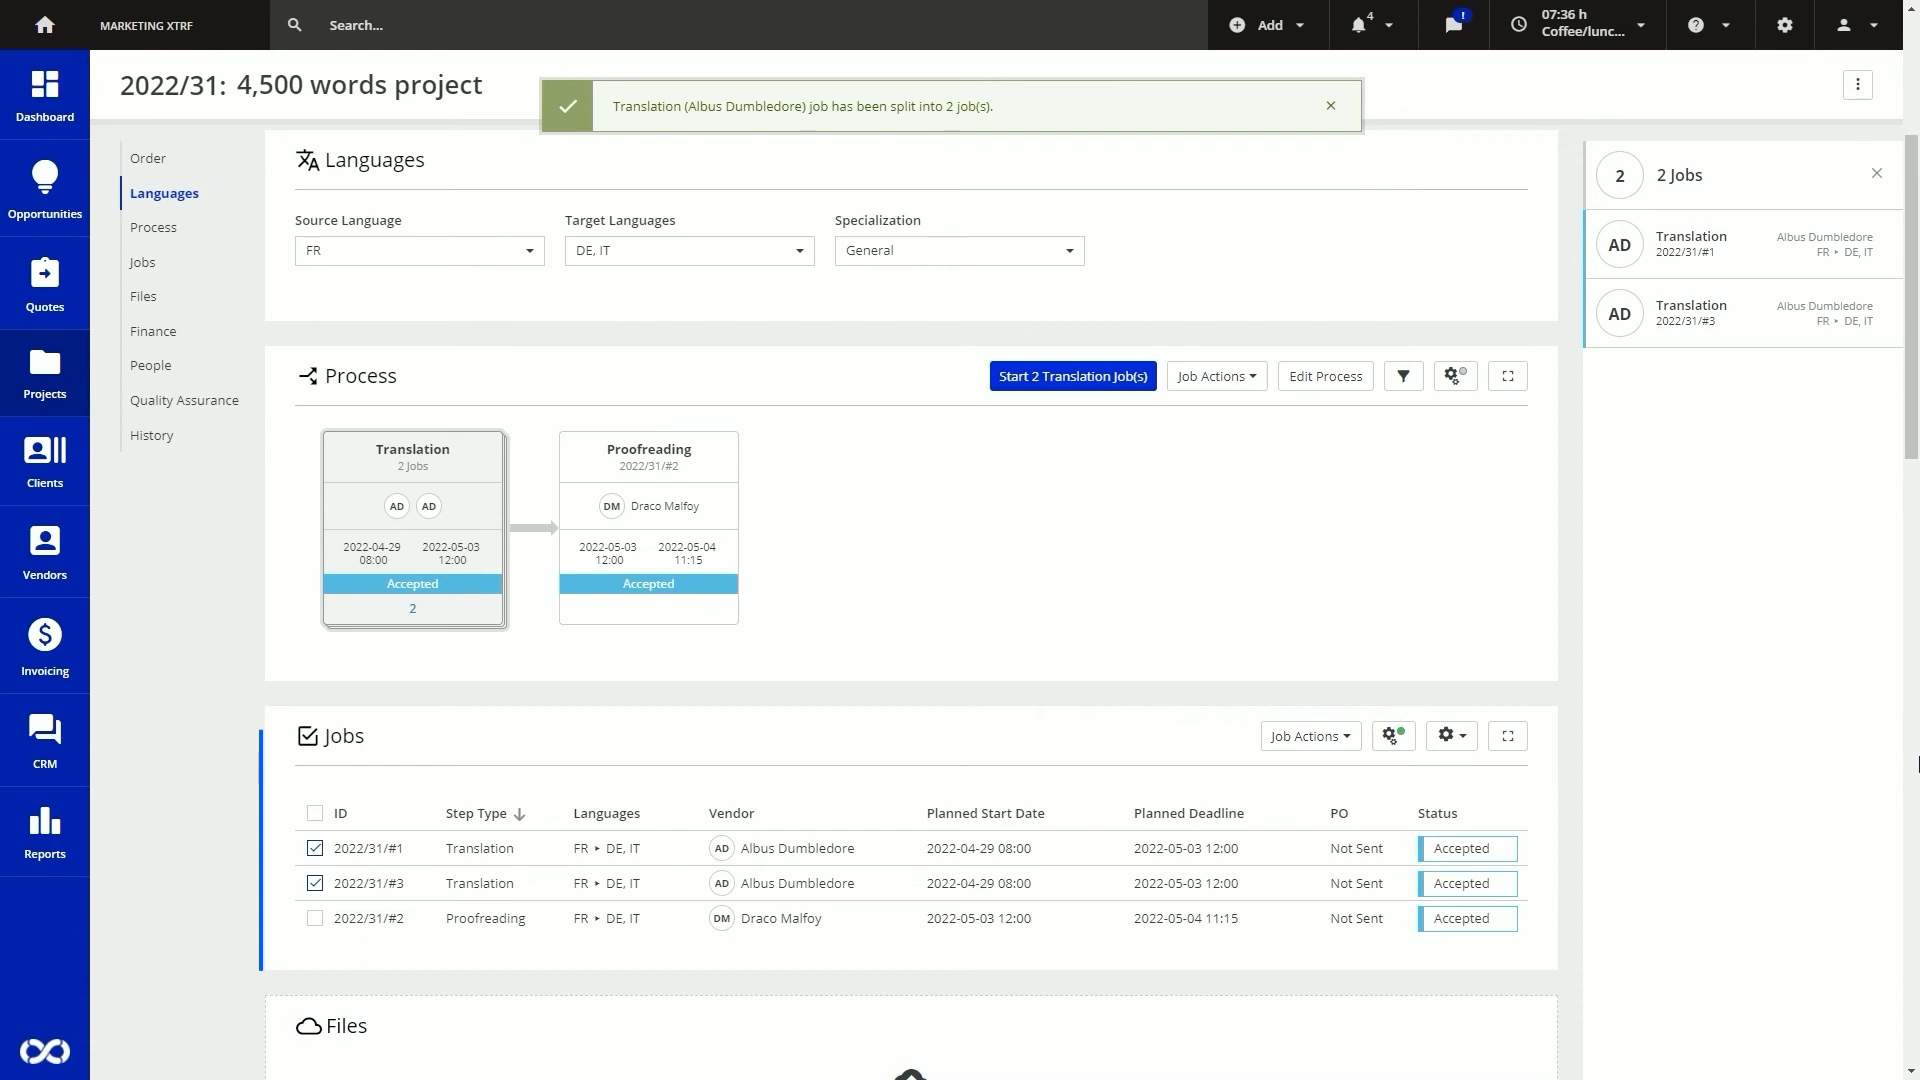 MARKETING XTRF
Search...
Add
4
!
07:36 h
Coffee/lunc...
2022/31: 4,500 words project
Translation (Albus Dumbledore) job has been split into 2 job(s).
Dashboard
Opportunities
Quotes
Projects
Clients
Vendors
Invoicing
CRM
Reports
Order
Languages
Process
Jobs
Files
Finance
People
Quality Assurance
History
Languages
Source Language
Target Languages
Specialization
FR
DE, IT
General
Process
Start 2 Translation Job(s)
Job Actions
Edit Process
Translation
2 Jobs
AD AD
2022-04-29 08:00
2022-05-03 12:00
Accepted
2
Proofreading
2022/31/#2
DM Draco Malfoy
2022-05-03 12:00
2022-05-04 11:15
Accepted
Jobs
Job Actions
ID Step Type Languages Vendor Planned Start Date Planned Deadline PO Status
2022/31/#1 Translation FR ▸ DE, IT AD Albus Dumbledore 2022-04-29 08:00 2022-05-03 12:00 Not Sent Accepted
2022/31/#3 Translation FR ▸ DE, IT AD Albus Dumbledore 2022-04-29 08:00 2022-05-03 12:00 Not Sent Accepted
2022/31/#2 Proofreading FR ▸ DE, IT DM Draco Malfoy 2022-05-03 12:00 2022-05-04 11:15 Not Sent Accepted
Files
2 2 Jobs
AD Translation Albus Dumbledore
2022/31/#1 FR ▸ DE, IT
AD Translation Albus Dumbledore
2022/31/#3 FR ▸ DE, IT